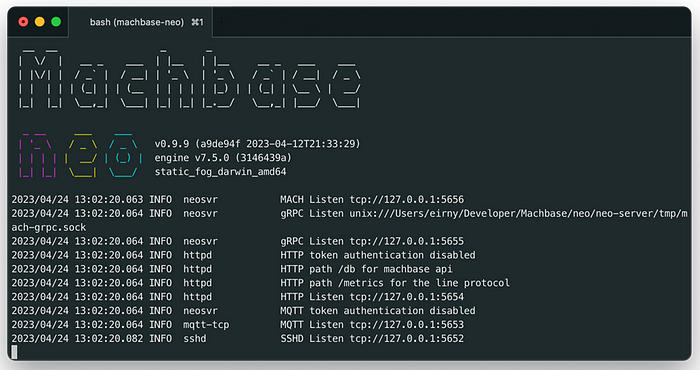 bash (machbase-neo) ⌘1
Machbase
neo
v0.9.9 (a9de94f 2023-04-12T21:33:29)
engine v7.5.0 (3146439a)
static_fog_darwin_amd64
2023/04/24 13:02:20.063 INFO neosvr MACH Listen tcp://127.0.0.1:5656
2023/04/24 13:02:20.064 INFO neosvr gRPC Listen unix:///Users/eirny/Developer/Machbase/neo/neo-server/tmp/m
ach-grpc.sock
2023/04/24 13:02:20.064 INFO neosvr gRPC Listen tcp://127.0.0.1:5655
2023/04/24 13:02:20.064 INFO httpd HTTP token authentication disabled
2023/04/24 13:02:20.064 INFO httpd HTTP path /db for machbase api
2023/04/24 13:02:20.064 INFO httpd HTTP path /metrics for the line protocol
2023/04/24 13:02:20.064 INFO httpd HTTP Listen tcp://127.0.0.1:5654
2023/04/24 13:02:20.064 INFO neosvr MQTT token authentication disabled
2023/04/24 13:02:20.064 INFO mqtt-tcp MQTT Listen tcp://127.0.0.1:5653
2023/04/24 13:02:20.082 INFO sshd SSHD Listen tcp://127.0.0.1:5652